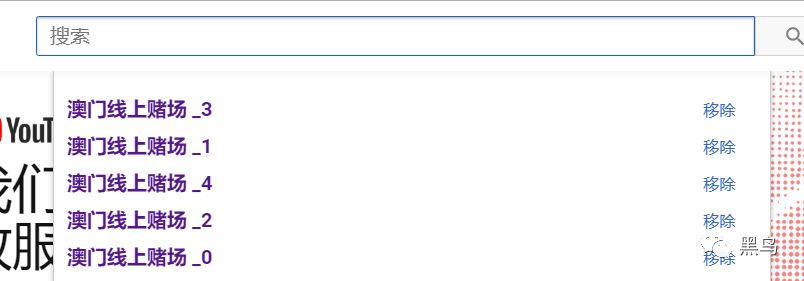 搜索
澳门线上赌场 _3 移除
澳门线上赌场 _1 移除
YouT
澳门线上赌场 _4 移除
我们
澳门线上赌场 _2 移除
澳门线上赌场 _0 移除
黑鸟